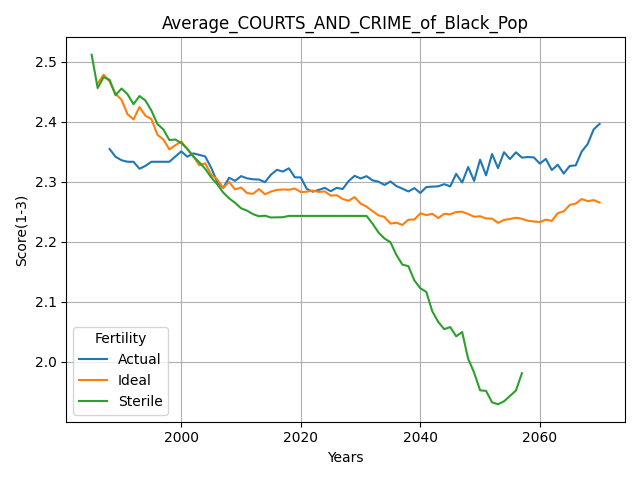 Average_COURTS_AND_CRIME_of_Black_Pop
Score(1-3)
2.5
2.4
2.3
2.2
2.1
2.0
Fertility
Actual
Ideal
Sterile
2000 2020 2040 2060
Years